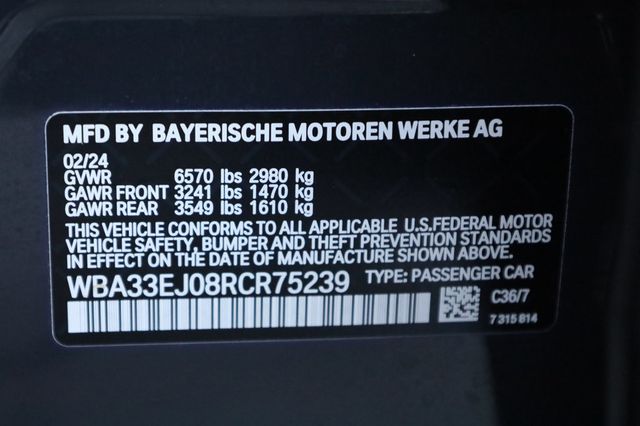 MFD BY BAYERISCHE MOTOREN WERKE AG
02/24
GVWR 6570 lbs 2980 kg
GAWR FRONT 3241 lbs 1470 kg
GAWR REAR 3549 lbs 1610 kg
THIS VEHICLE CONFORMS TO ALL APPLICABLE U.S.FEDERAL MOTOR
VEHICLE SAFETY, BUMPER AND THEFT PREVENTION STANDARDS
IN EFFECT ON THE DATE OF MANUFACTURE SHOWN ABOVE.
WBA33EJ08RCR75239 TYPE: PASSENGER CAR
C36/7
7 315 814